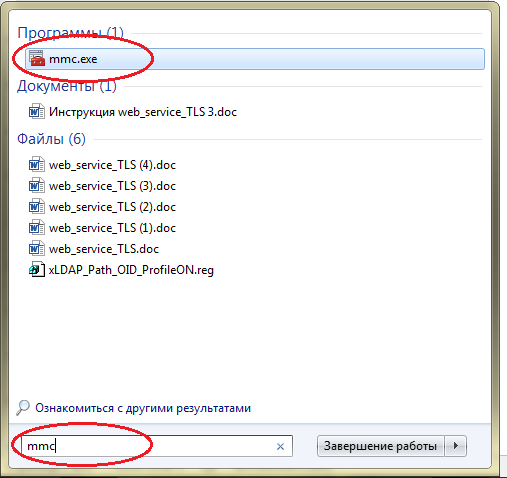 Программы (1)
mmc.exe
Документы (1)
Инструкция web_service_TLS 3.doc
Файлы (6)
web_service_TLS (4).doc
web_service_TLS (3).doc
web_service_TLS (2).doc
web_service_TLS (1).doc
web_service_TLS.doc
xLDAP_Path_OID_ProfileON.reg
Ознакомиться с другими результатами
mmc
Завершение работы